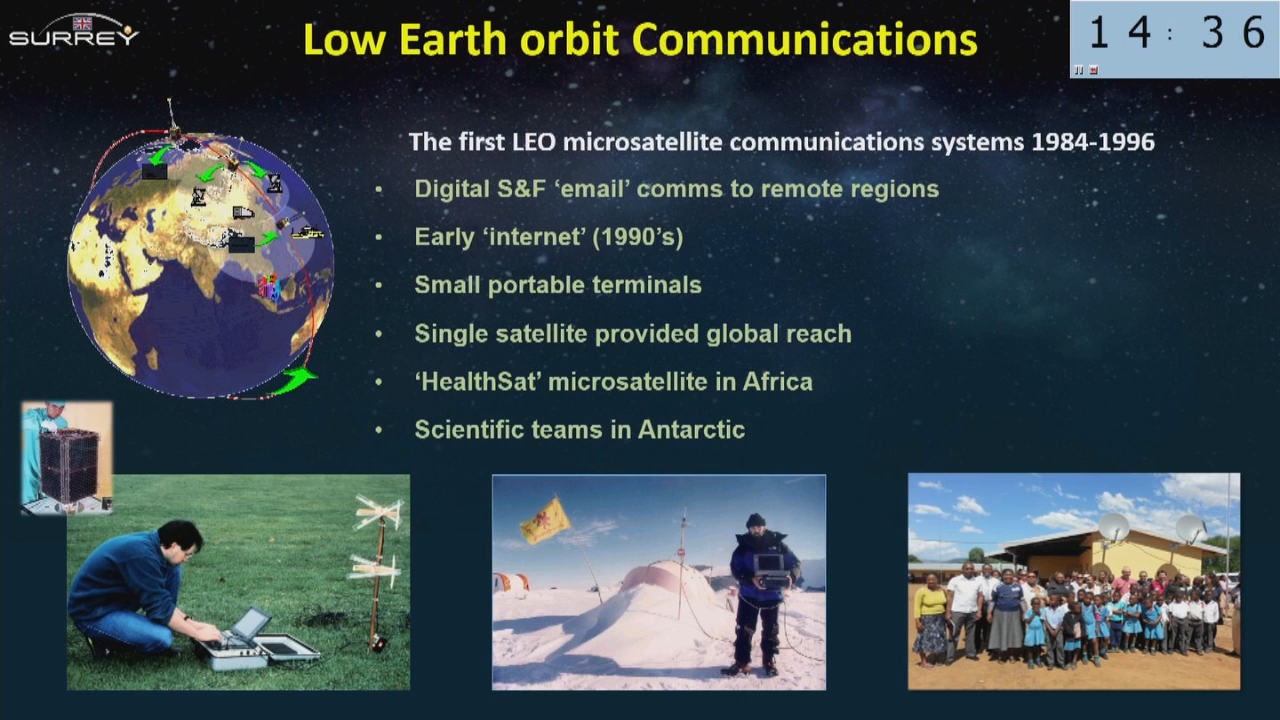 SURREY
Low Earth orbit Communications
14: 36
The first LEO microsatellite communications systems 1984-1996
• Digital S&F ‘email’ comms to remote regions
• Early ‘internet’ (1990’s)
• Small portable terminals
• Single satellite provided global reach
• ‘HealthSat’ microsatellite in Africa
• Scientific teams in Antarctic